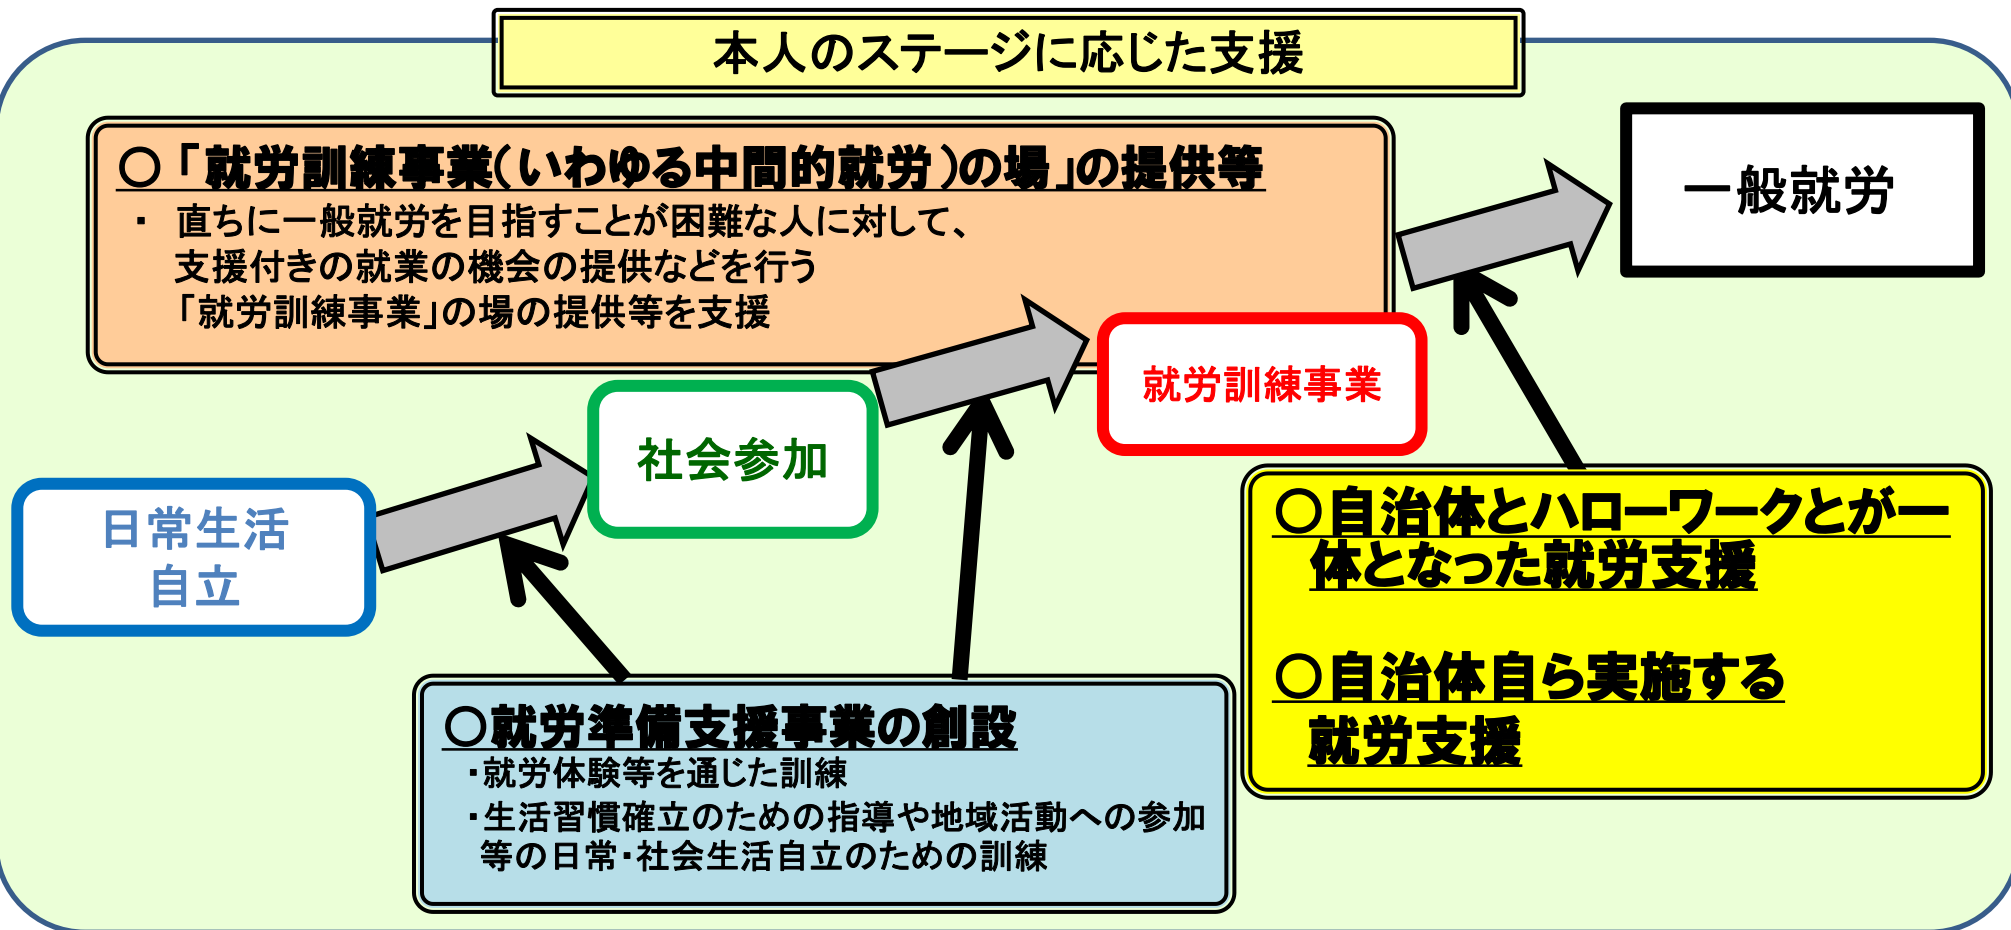 本人のステージに応じた支援
○「就労訓練事業(いわゆる中間的就労)の場」の提供等
・ 直ちに一般就労を目指すことが困難な人に対して、
支援付きの就業の機会の提供などを行う
「就労訓練事業」の場の提供等を支援
一般就労
就労訓練事業
社会参加
日常生活
自立
○自治体とハローワークとが一
体となった就労支援
○自治体自ら実施する
就労支援
○就労準備支援事業の創設
・就労体験等を通じた訓練
・生活習慣確立のための指導や地域活動への参加
等の日常・社会生活自立のための訓練